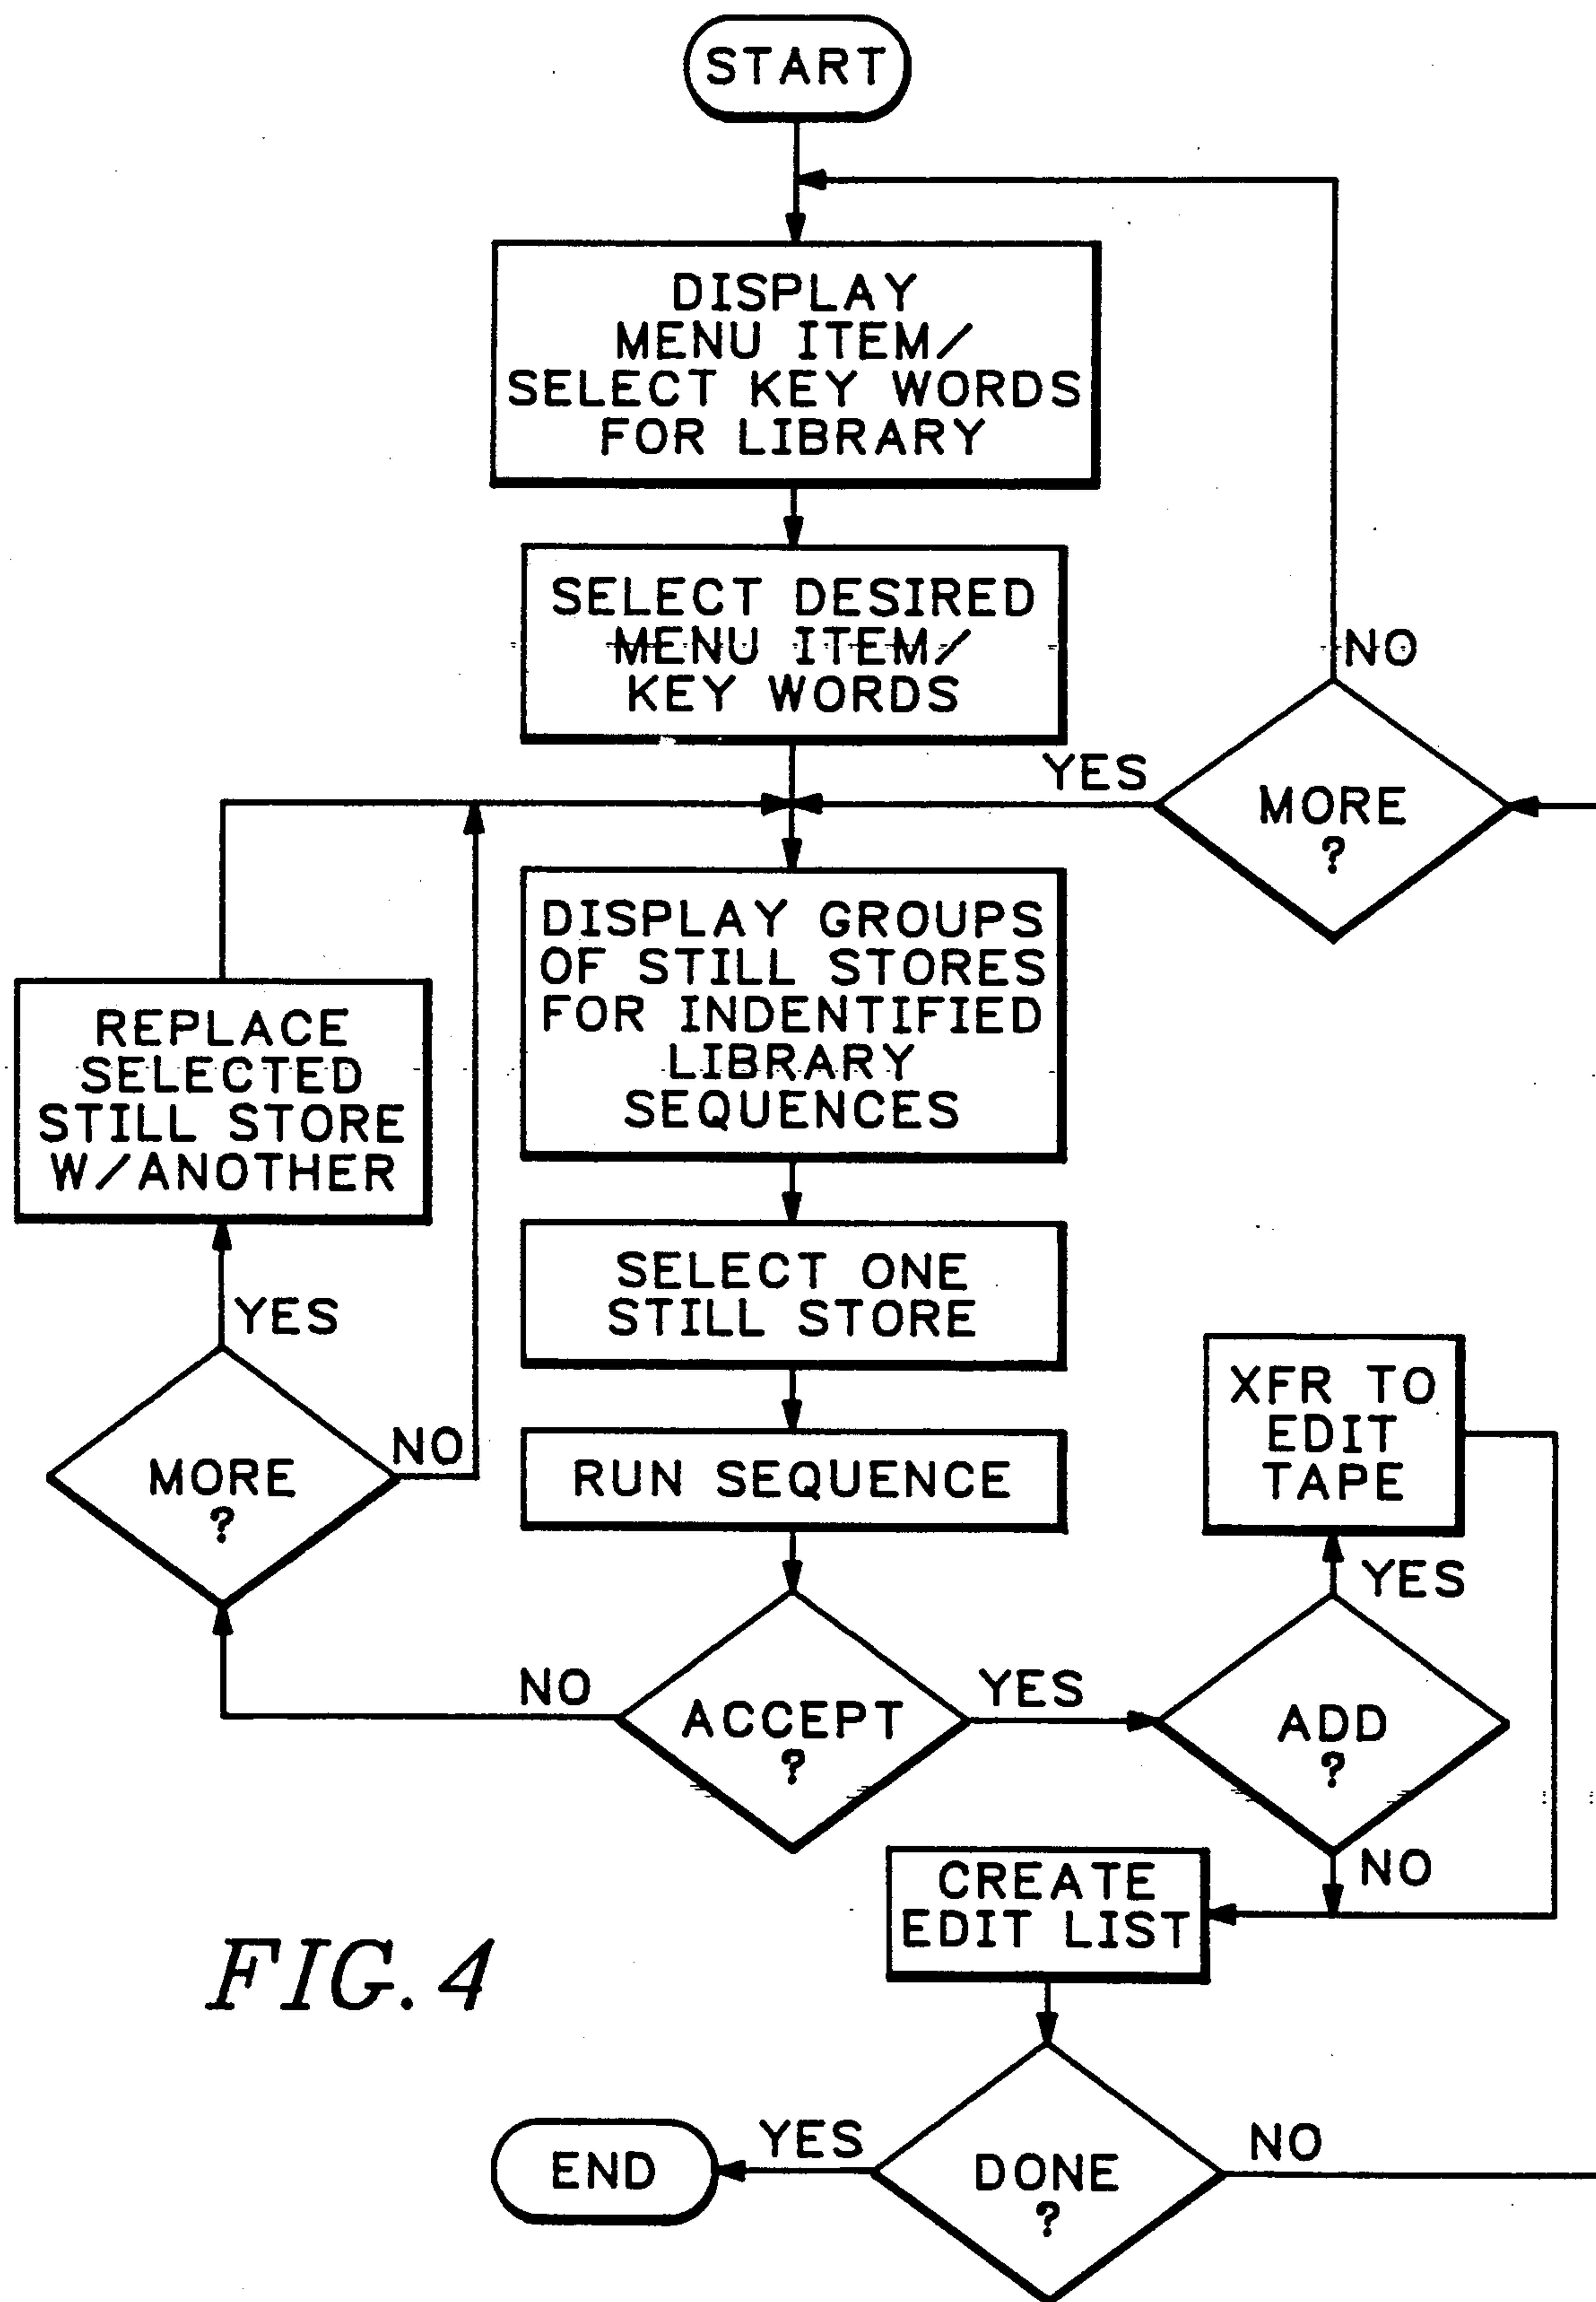 START
DISPLAY
MENU ITEM/
SELECT KEY WORDS
FOR LIBRARY
SELECT DESIRED
MENU ITEM/
KEY WORDS
NO
YES
MORE
?
DISPLAY GROUPS
OF STILL STORES
FOR INDENTIFIED
LIBRARY
SEQUENCES
REPLACE
SELECTED
STILL STORE
W/ANOTHER
YES
SELECT ONE
STILL STORE
MORE
?
NO
RUN SEQUENCE
XFR TO
EDIT
TAPE
YES
NO
ACCEPT
?
YES
ADD
?
NO
CREATE
EDIT LIST
FIG. 4
DONE
?
YES
NO
END